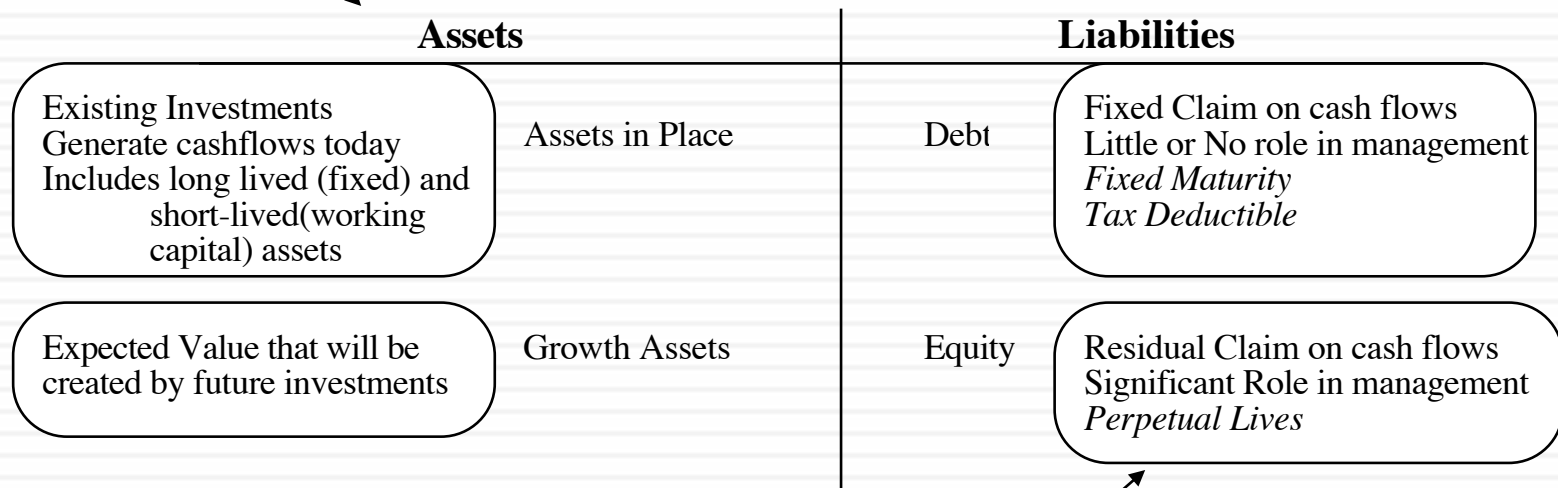 Assets
Liabilities
Existing Investments
Generate cashflows today
Includes long lived (fixed) and
short-lived(working
capital) assets
Assets in Place
Debt
Fixed Claim on cash flows
Little or No role in management
Fixed Maturity
Tax Deductible
Expected Value that will be
created by future investments
Growth Assets
Equity
Residual Claim on cash flows
Significant Role in management
Perpetual Lives